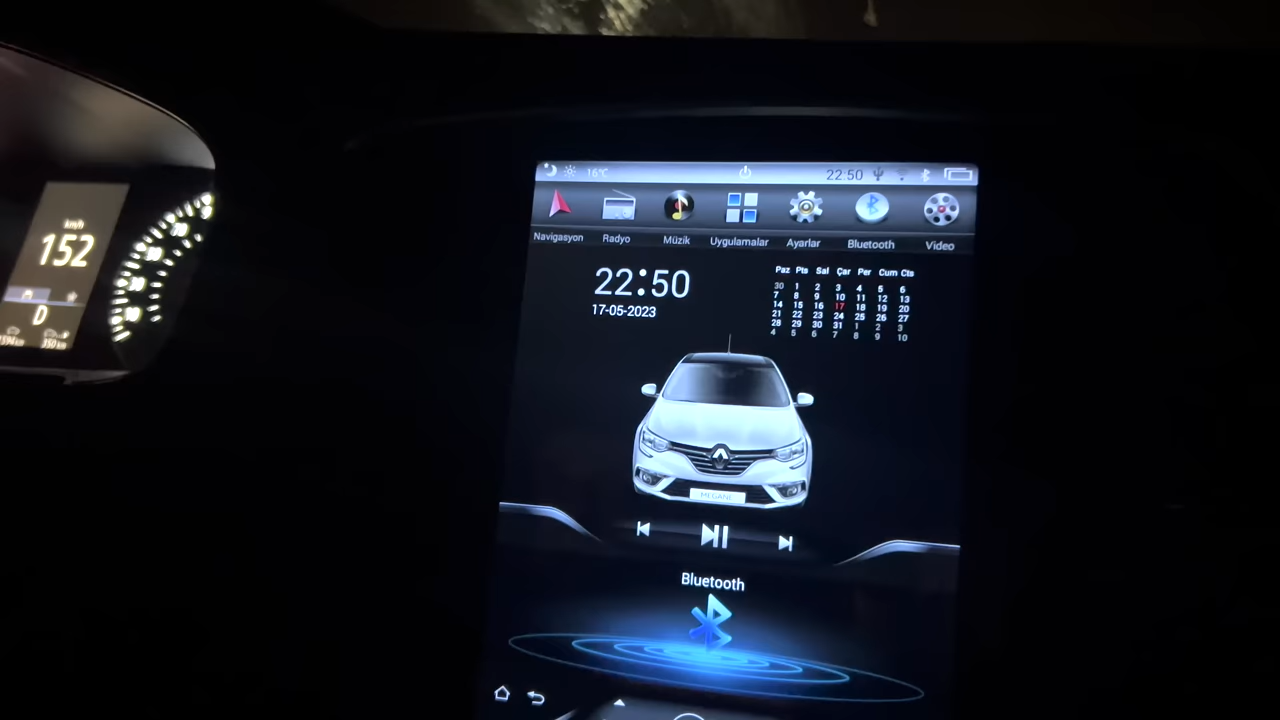 16°C
22:50
Navigasyon Radyo Müzik Uygulamalar Ayarlar Bluetooth Video
22:50
17-05-2023
Paz Pts Sal Çar Per Cum Cts
30 1 2 3 4 5 6
7 8 9 10 11 12 13
14 15 16 17 18 19 20
21 22 23 24 25 26 27
28 29 30 31 1 2 3
4 5 6 7 8 9 10
MEGANE
Bluetooth
km/h
152
D
350 km